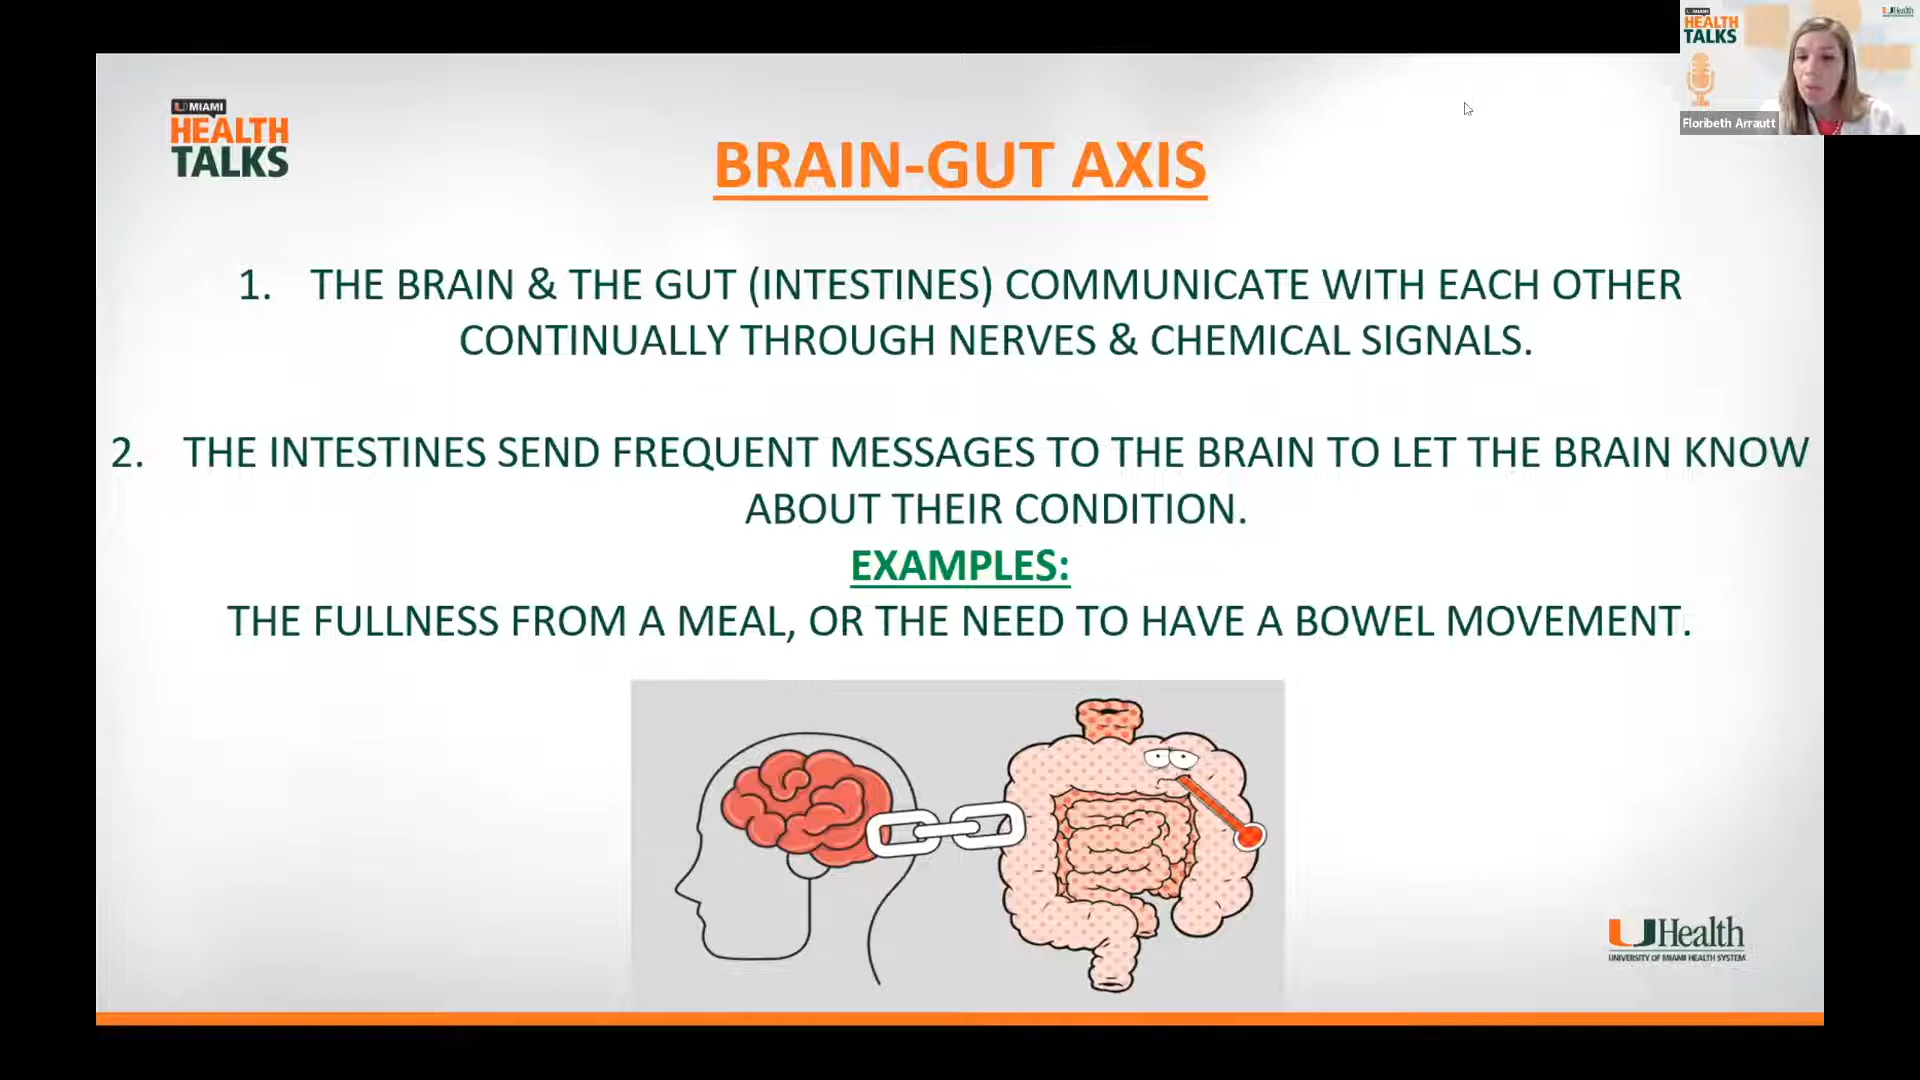 U MIAMI
HEALTH
TALKS
BRAIN-GUT AXIS
1. THE BRAIN & THE GUT (INTESTINES) COMMUNICATE WITH EACH OTHER
CONTINUALLY THROUGH NERVES & CHEMICAL SIGNALS.
2. THE INTESTINES SEND FREQUENT MESSAGES TO THE BRAIN TO LET THE BRAIN KNOW
ABOUT THEIR CONDITION.
EXAMPLES:
THE FULLNESS FROM A MEAL, OR THE NEED TO HAVE A BOWEL MOVEMENT.
UHealth
UNIVERSITY OF MIAMI HEALTH SYSTEM
U MIAMI
HEALTH
TALKS
UHealth
Floribeth Arrautt